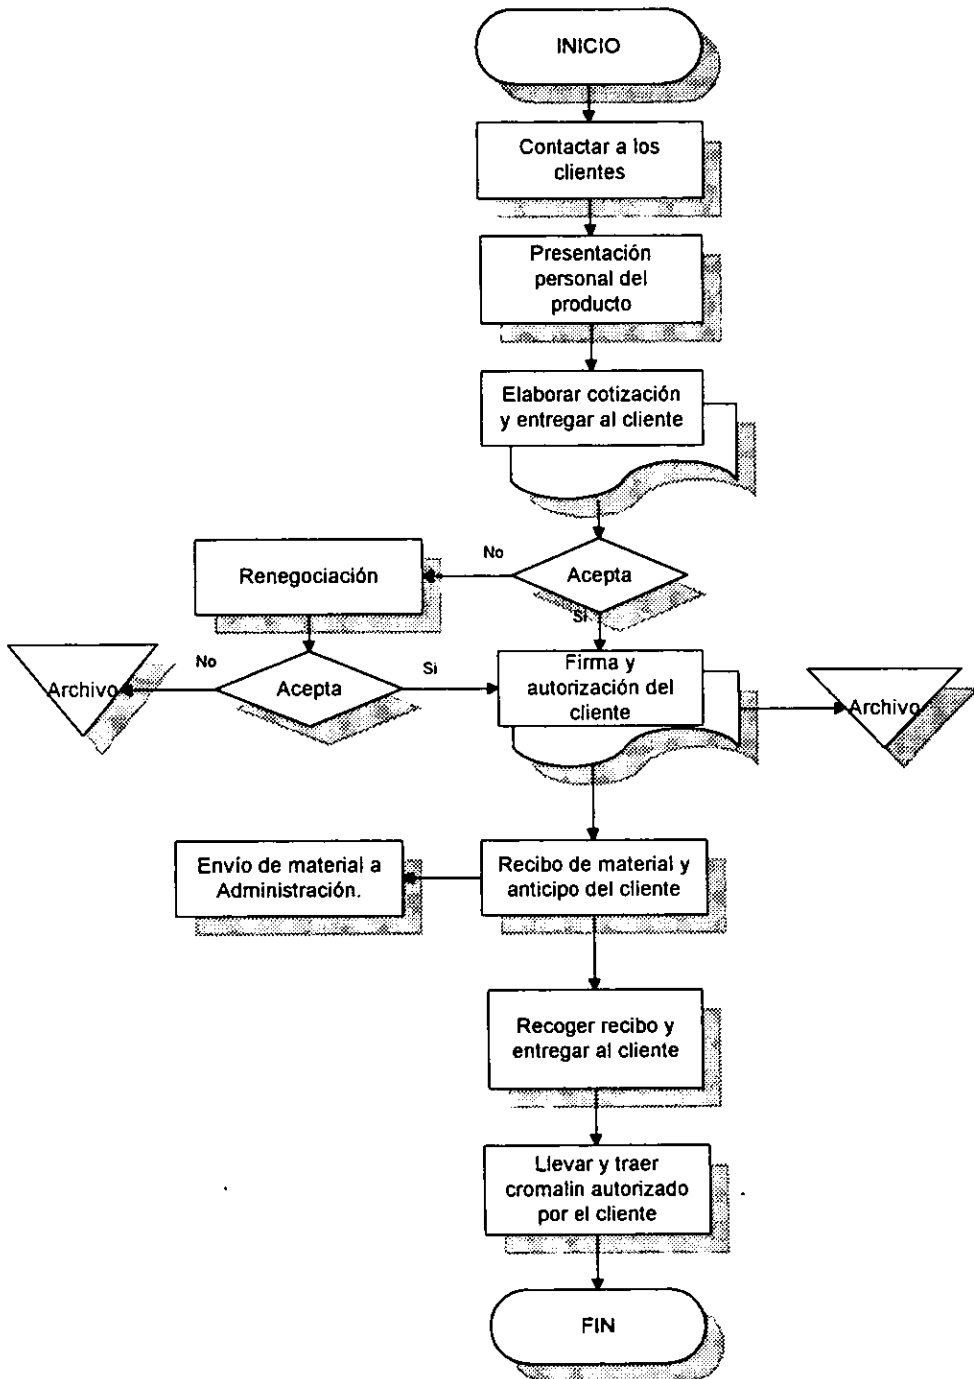 INICIO
Contactar a los
clientes
Presentación
personal del
producto
Elaborar cotización
y entregar al cliente
No
Acepta
Renegociación
Si
No
Archivo
Acepta
Si
Firma y
autorización del
cliente
Archivo
Envío de material a
Administración.
Recibo de material y
anticipo del cliente
Recoger recibo y
entregar al cliente
Llevar y traer
cromalin autorizado
por el cliente
FIN